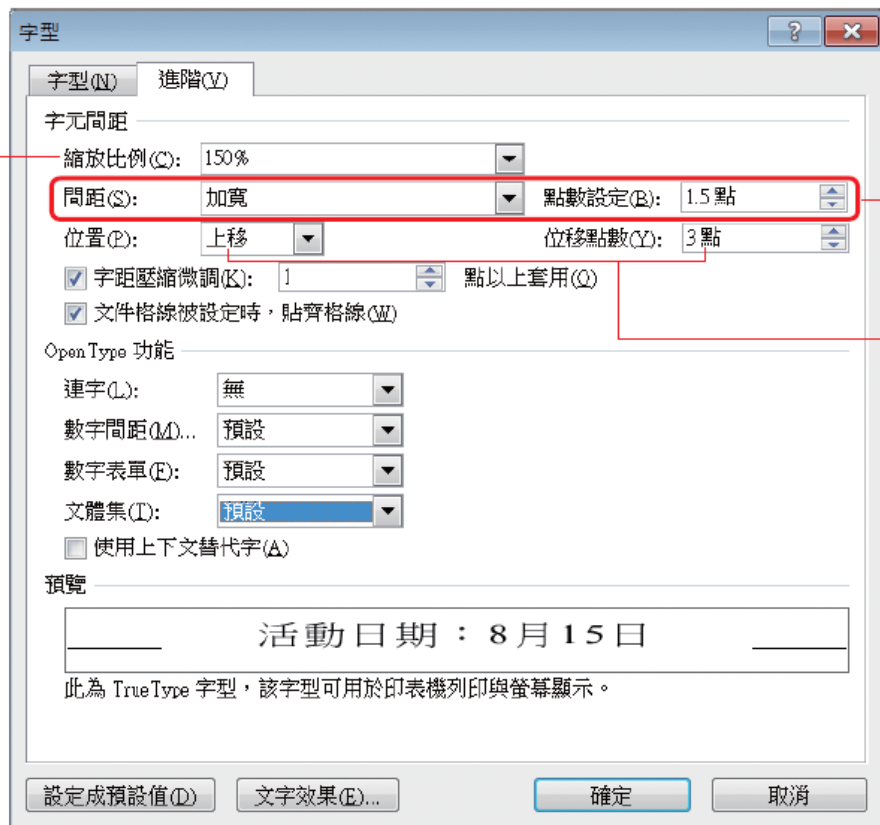 字型
字型(N) 進階(V)
字元間距
縮放比例(C): 150%
間距(S): 加寬 點數設定(B): 1.5 點
位置(P): 上移 位移點數(Y): 3 點
字距壓縮微調(K): 1 點以上套用(O)
文件格線被設定時，貼齊格線(W)
OpenType 功能
連字(L): 無
數字間距(M)... 預設
數字表單(F): 預設
文體集(T): 預設
使用上下文替代字(A)
預覽
活動日期：8月15日
此為 TrueType 字型，該字型可用於印表機列印與螢幕顯示。
設定成預設值(D) 文字效果(E)... 確定 取消